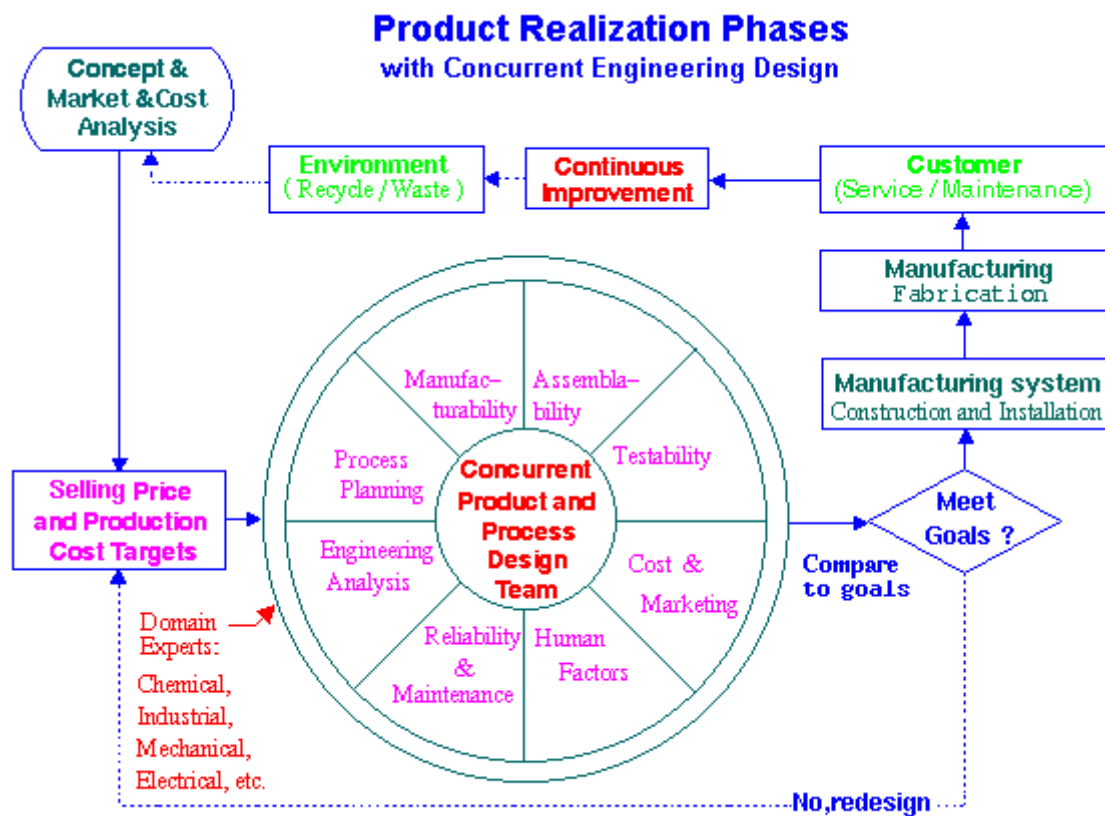 Product Realization Phases
with Concurrent Engineering Design
Concept &
Market &Cost
Analysis
Environment
( Recycle / Waste )
Continuous
Improvement
Customer
(Service / Maintenance)
Manufacturing
Fabrication
Manufacturing system
Construction and Installation
Manufac-
turability
Assembla-
bility
Process
Planning
Testability
Concurrent
Product and
Process
Design
Team
Selling Price
and Production
Cost Targets
Meet
Goals ?
Engineering
Analysis
Cost &
Marketing
Compare
to goals
Reliability
&
Maintenance
Human
Factors
Domain
Experts:
Chemical,
Industrial,
Mechanical,
Electrical, etc.
No,redesign